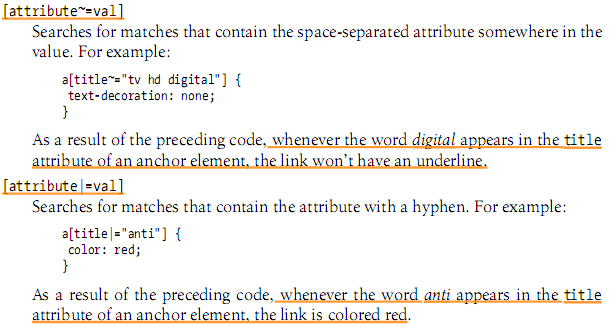 [attribute~=val]
Searches for matches that contain the space-separated attribute somewhere in the
value. For example:
a[title~="tv hd digital"] {
text-decoration: none;
}
As a result of the preceding code, whenever the word digital appears in the title
attribute of an anchor element, the link won't have an underline.
[attribute|=val]
Searches for matches that contain the attribute with a hyphen. For example:
a[title|="anti"] {
color: red;
}
As a result of the preceding code, whenever the word anti appears in the title
attribute of an anchor element, the link is colored red.